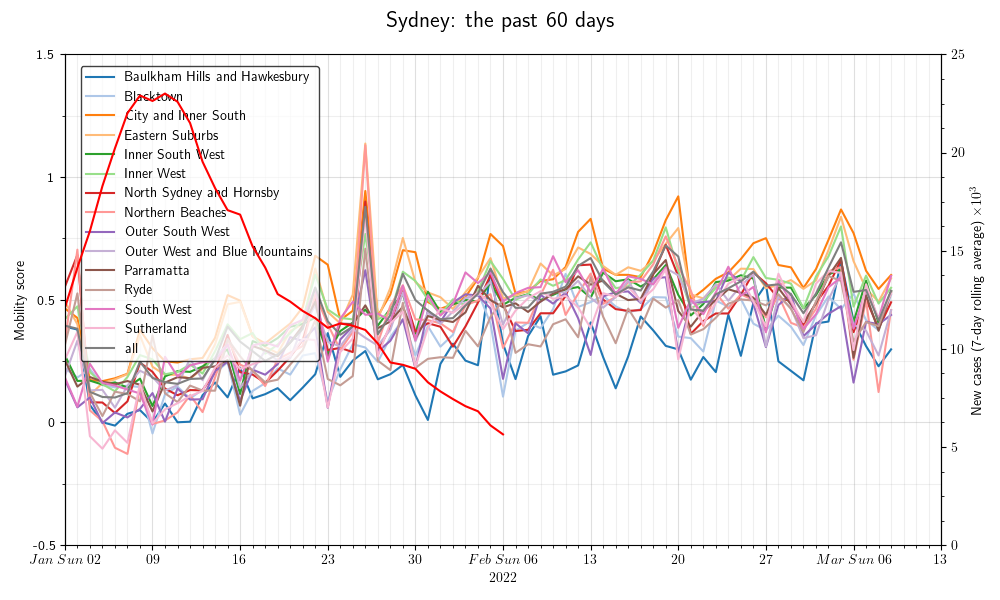 Sydney: the past 60 days
Mobility score
1.5
1
0.5
0
-0.5
Baulkham Hills and Hawkesbury
Blacktown
City and Inner South
Eastern Suburbs
Inner South West
Inner West
North Sydney and Hornsby
Northern Beaches
Outer South West
Outer West and Blue Mountains
Parramatta
Ryde
South West
Sutherland
all
25
20
15
10
5
0
New cases (7-day rolling average) ×10³
Jan Sun 02 09 16 23 30 Feb Sun 06 13 20 27 Mar Sun 06 13
2022